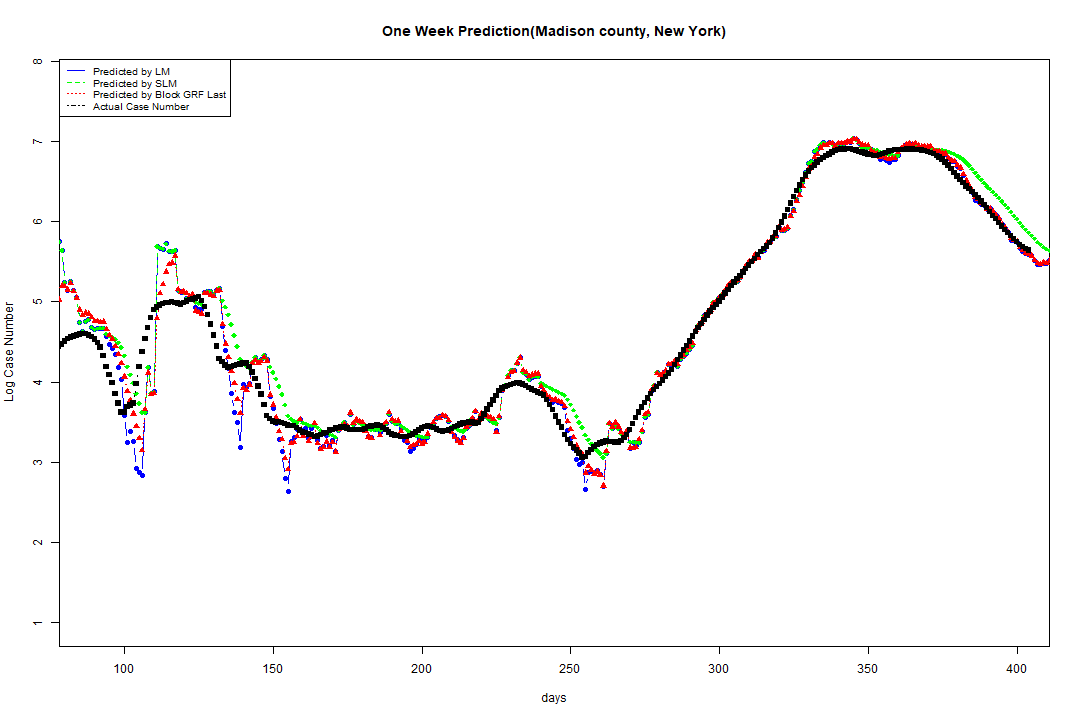 One Week Prediction(Madison county, New York)
Predicted by LM
Predicted by SLM
Predicted by Block GRF Last
Actual Case Number
8
7
6
5
4
3
2
1
Log Case Number
100 150 200 250 300 350 400
days